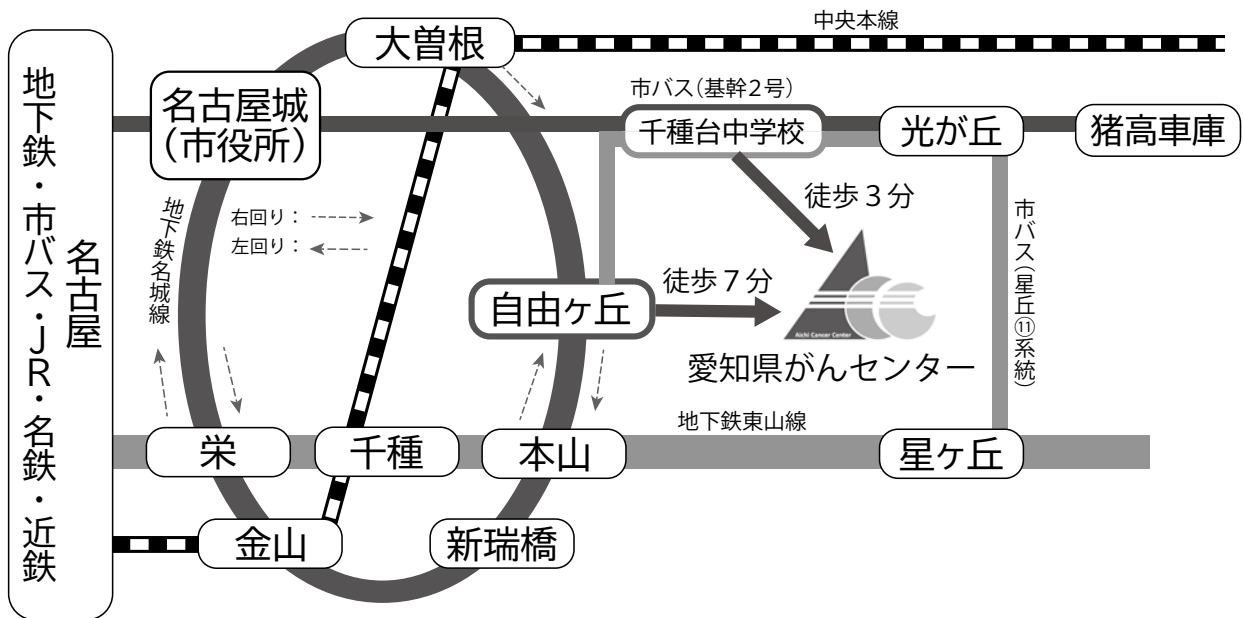 地下鉄・市バス・JR・名鉄・近鉄
名古屋
大曽根
中央本線
名古屋城
(市役所)
市バス(基幹2号)
千種台中学校
光が丘
猪高車庫
徒歩3分
地下鉄名城線
右回り：
左回り：
自由ヶ丘
徒歩7分
Aichi Cancer Center
愛知県がんセンター
市バス(星丘⑪系統)
地下鉄東山線
栄
千種
本山
星ヶ丘
金山
新瑞橋